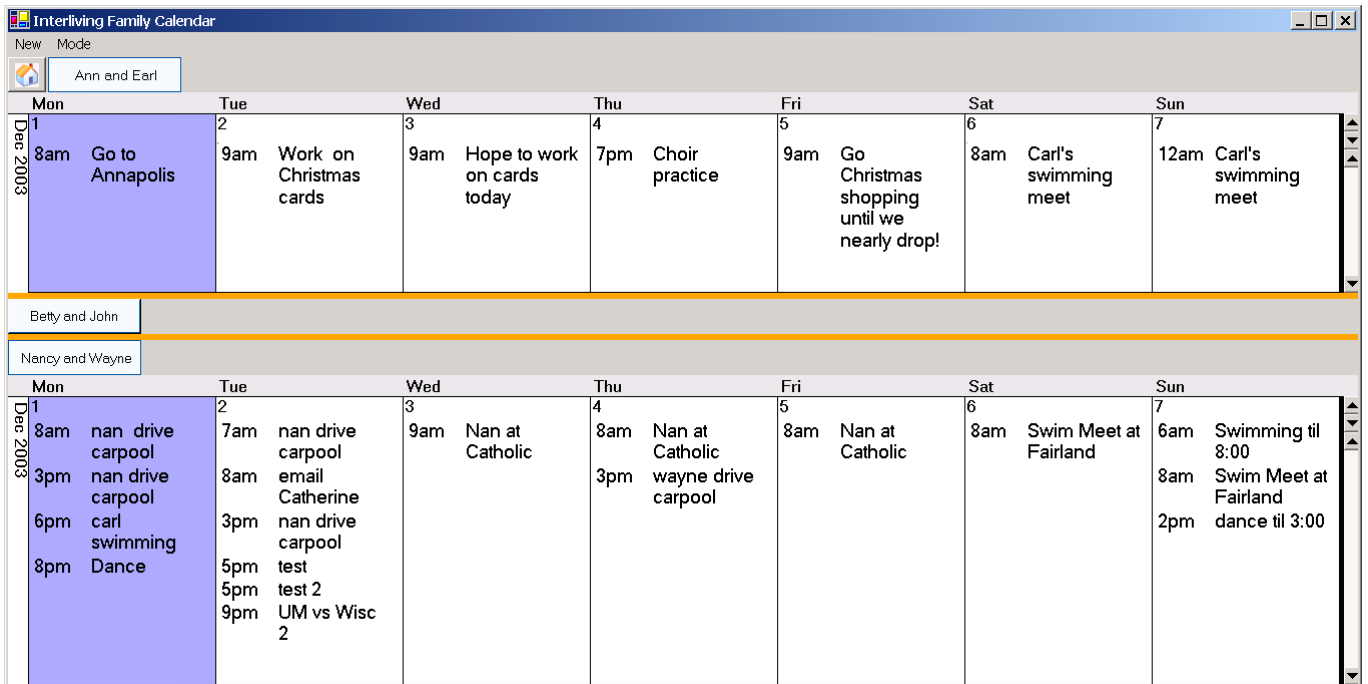 Interliving Family Calendar
New Mode
Ann and Earl
Mon Tue Wed Thu Fri Sat Sun
Dec 2003
1
8am Go to
Annapolis
2
9am Work on
Christmas
cards
3
9am Hope to work
on cards
today
4
7pm Choir
practice
5
9am Go
Christmas
shopping
until we
nearly drop!
6
8am Carl's
swimming
meet
7
12am Carl's
swimming
meet
Betty and John
Nancy and Wayne
Mon Tue Wed Thu Fri Sat Sun
Dec 2003
1
8am nan drive
carpool
3pm nan drive
carpool
6pm carl
swimming
8pm Dance
2
7am nan drive
carpool
8am email
Catherine
3pm nan drive
carpool
5pm test
5pm test 2
9pm UM vs Wisc
2
3
9am Nan at
Catholic
4
8am Nan at
Catholic
3pm wayne drive
carpool
5
8am Nan at
Catholic
6
8am Swim Meet at
Fairland
7
6am Swimming til
8:00
8am Swim Meet at
Fairland
2pm dance til 3:00